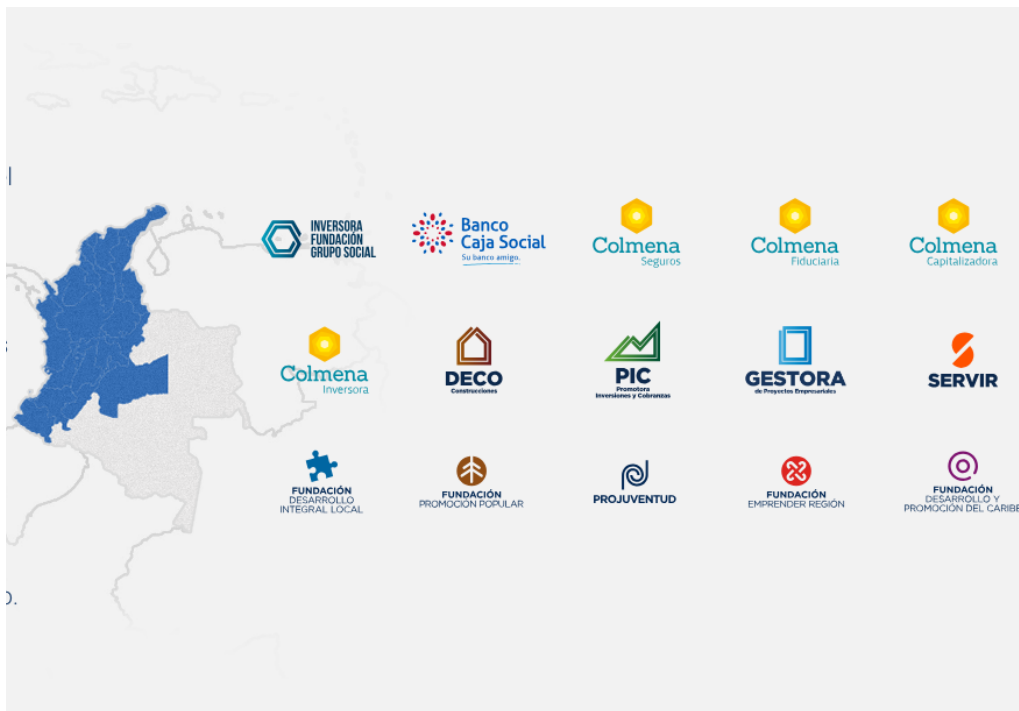 INVERSORA
FUNDACIÓN
GRUPO SOCIAL
Banco
Caja Social
Su banco amigo.
Colmena
Seguros
Colmena
Fiduciaria
Colmena
Capitalizadora
Colmena
Inversora
DECO
Construcciones
PIC
Promotora
Inversiones y Cobranzas
GESTORA
de Proyectos Empresariales
SERVIR
FUNDACIÓN
DESARROLLO
INTEGRAL LOCAL
FUNDACIÓN
PROMOCIÓN POPULAR
PROJUVENTUD
FUNDACIÓN
EMPRENDER REGIÓN
FUNDACIÓN
DESARROLLO Y
PROMOCIÓN DEL CARIBE